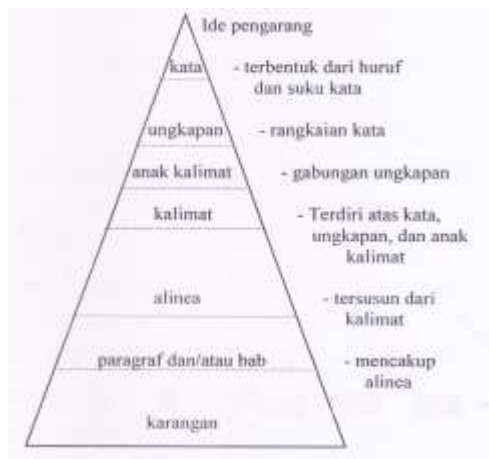 Ide pengarang
kata - terbentuk dari huruf
dan suku kata
ungkapan - rangkaian kata
anak kalimat - gabungan ungkapan
kalimat - Terdiri atas kata,
ungkapan, dan anak
kalimat
alinea - tersusun dari
kalimat
paragraf dan/atau bab - mencakup
alinea
karangan